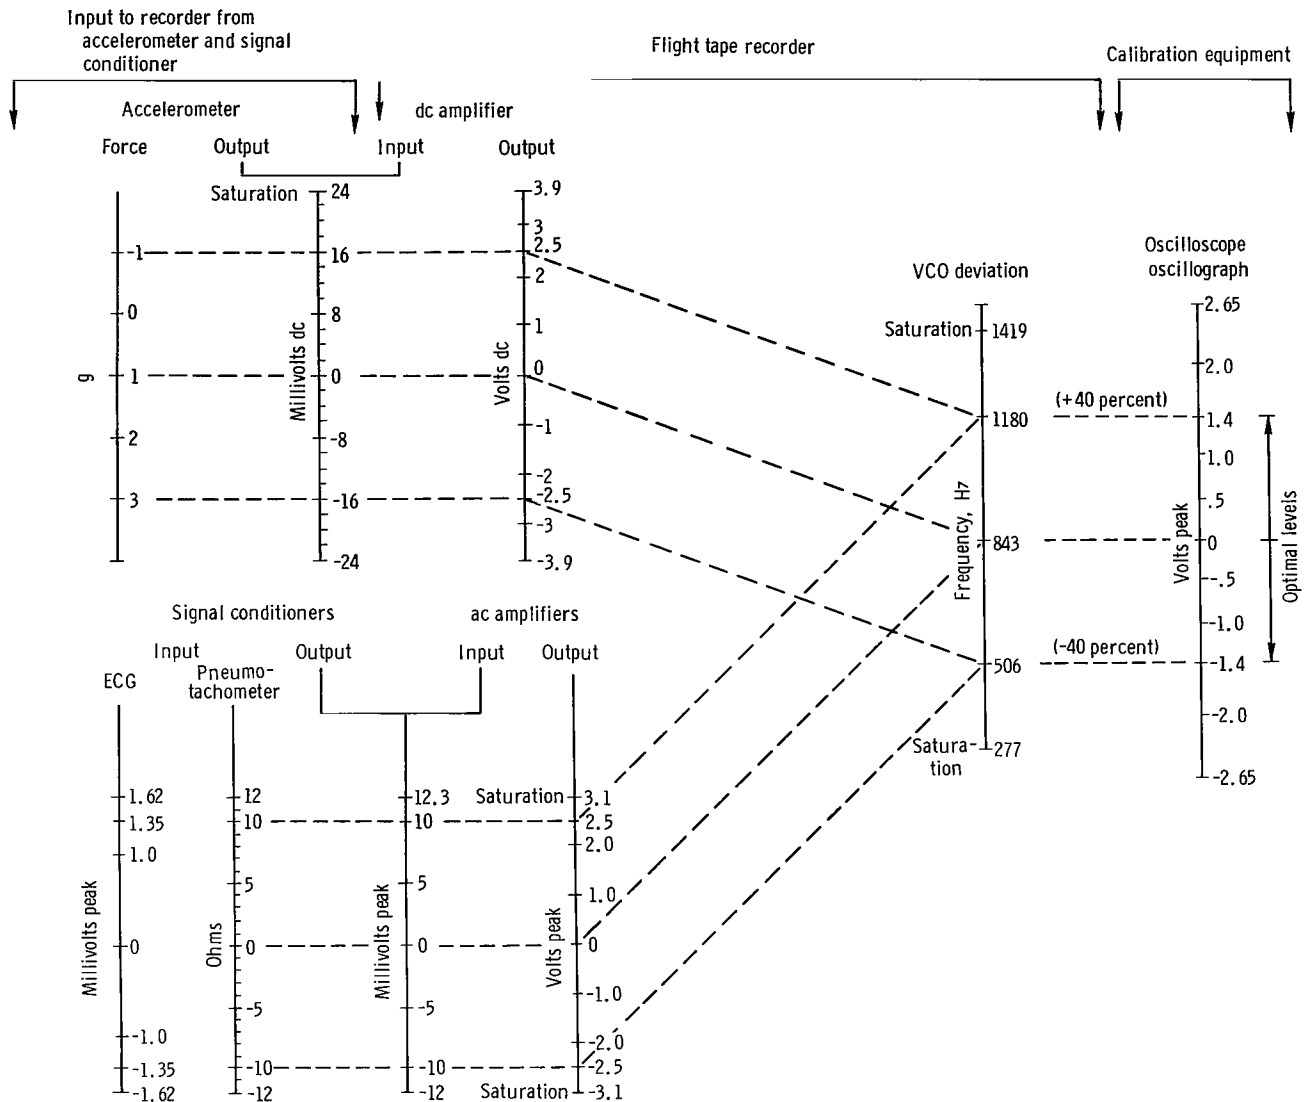 Input to recorder from
accelerometer and signal
conditioner
Flight tape recorder
Calibration equipment
Accelerometer
dc amplifier
Force
Output
Input
Output
Saturation
24
16
8
0
-8
-16
-24
Millivolts dc
-1
0
1
2
3
g
3.9
3
2.5
2
1
0
-1
-2
-2.5
-3
-3.9
Volts dc
VCO deviation
Saturation
1419
1180
843
506
277
Satura-
tion
Frequency, Hz
(+40 percent)
(-40 percent)
Oscilloscope
oscillograph
2.65
2.0
1.4
1.0
.5
0
-.5
-1.0
-1.4
-2.0
-2.65
Volts peak
Optimal levels
Signal conditioners
ac amplifiers
Input
Output
Input
Output
ECG
Pneumo-
tachometer
1.62
1.35
1.0
0
-1.0
-1.35
-1.62
Millivolts peak
12
10
5
0
-5
-10
-12
Ohms
12.3
10
5
0
-5
-10
-12
Millivolts peak
Saturation
3.1
2.5
2.0
1.0
0
-1.0
-2.0
-2.5
Saturation
-3.1
Volts peak